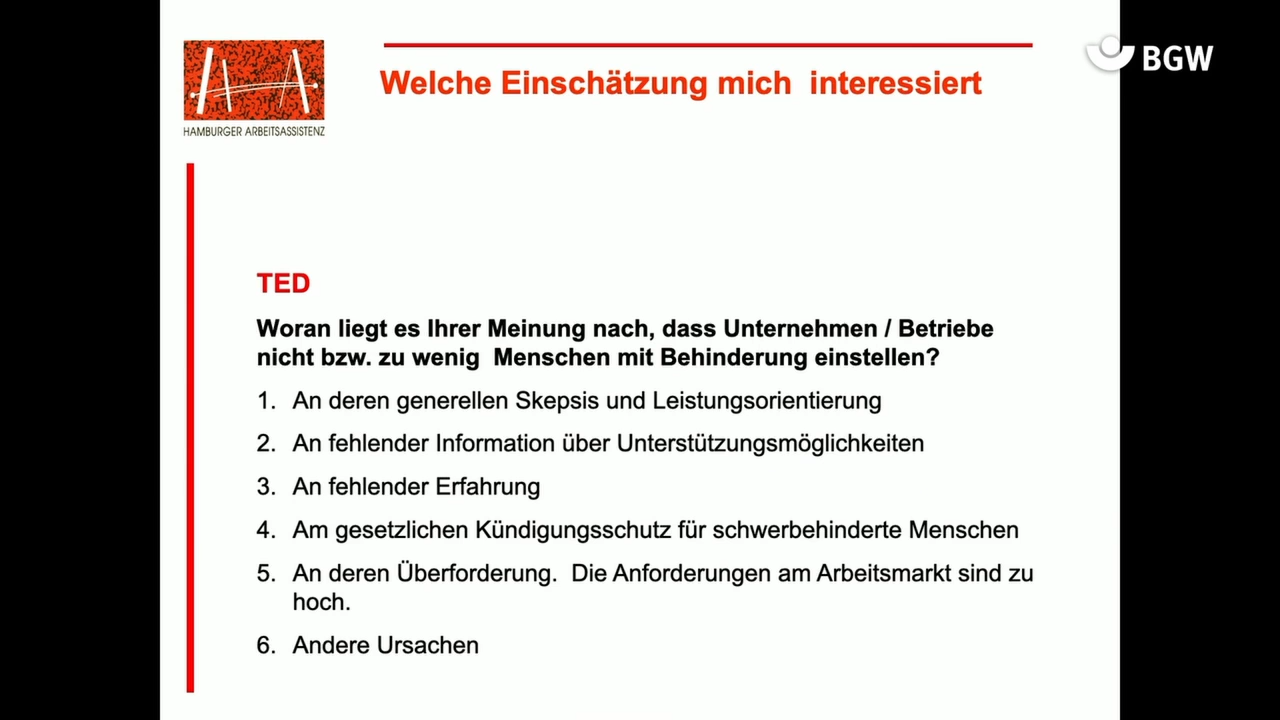 HAMBURGER ARBEITSASSISTENZ
Welche Einschätzung mich  interessiert
BGW
TED
Woran liegt es Ihrer Meinung nach, dass Unternehmen / Betriebe
nicht bzw. zu wenig  Menschen mit Behinderung einstellen?
1. An deren generellen Skepsis und Leistungsorientierung
2. An fehlender Information über Unterstützungsmöglichkeiten
3. An fehlender Erfahrung
4. Am gesetzlichen Kündigungsschutz für schwerbehinderte Menschen
5. An deren Überforderung.  Die Anforderungen am Arbeitsmarkt sind zu
hoch.
6. Andere Ursachen